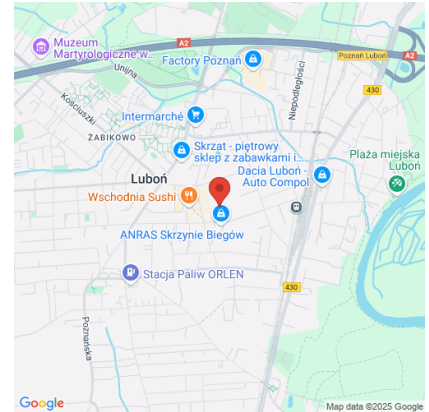 Muzeum
Martyrologiczne w...
A2
Factory Poznań
A2
Poznań Luboń
Unijna
430
Niepodległości
Kościuszki
Intermarché
ŻABIKOWO
Skrzat - piętrowy
sklep z zabawkami i...
Dacia Luboń -
Auto Compol
Plaża miejska
Luboń
Luboń
Wschodnia Sushi
ANRAS Skrzynie Biegów
Stacja Paliw ORLEN
430
Poznańska
Google
Map data ©2025 Google